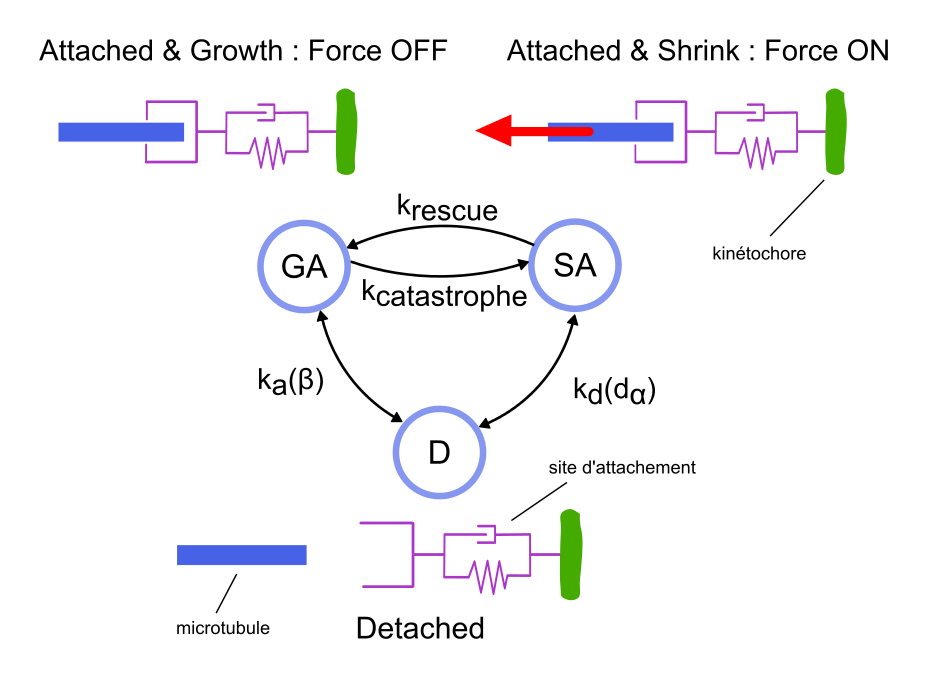 Attached & Growth : Force OFF
Attached & Shrink : Force ON
kinétochore
krescue
GA
SA
kcatastrophe
ka(β)
kd(dα)
D
site d'attachement
microtubule
Detached